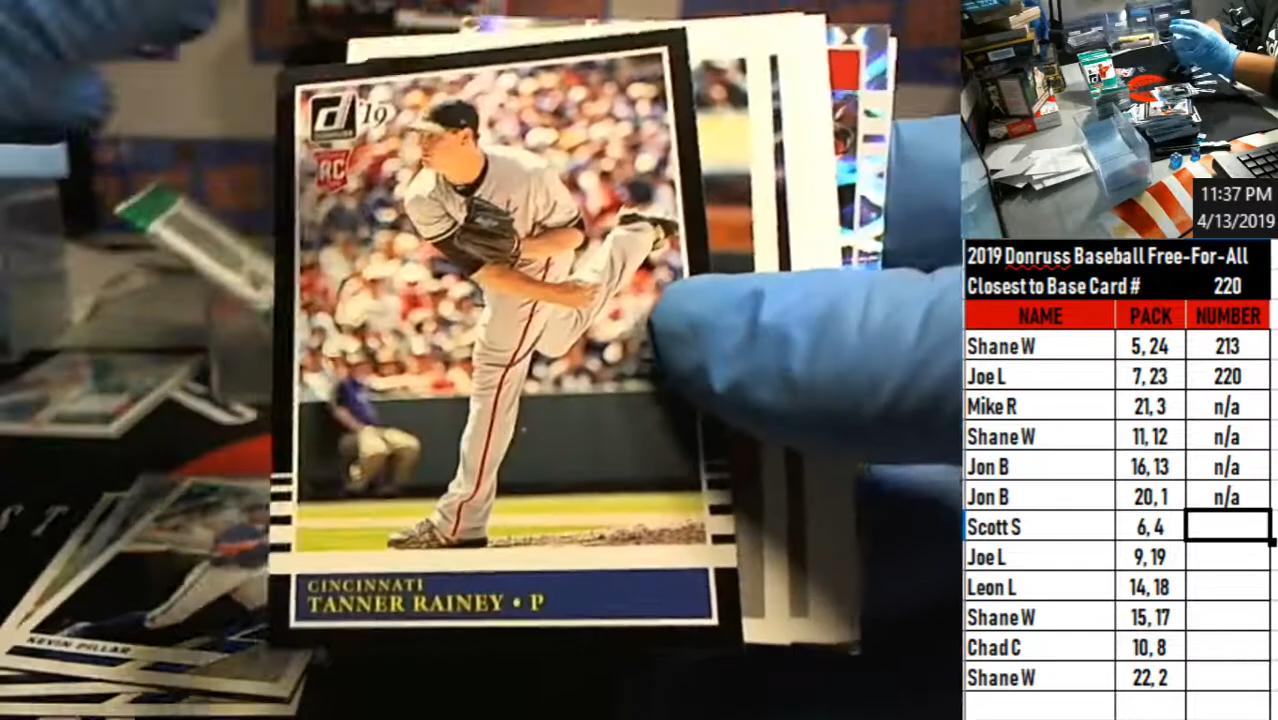 '19
RC
CINCINNATI
TANNER RAINEY • P
KEVIN PILLAR
11:37 PM
4/13/2019
2019 Donruss Baseball Free-For-All
Closest to Base Card # 220
NAME PACK NUMBER
Shane W 5, 24 213
Joe L 7, 23 220
Mike R 21, 3 n/a
Shane W 11, 12 n/a
Jon B 16, 13 n/a
Jon B 20, 1 n/a
Scott S 6, 4
Joe L 9, 19
Leon L 14, 18
Shane W 15, 17
Chad C 10, 8
Shane W 22, 2